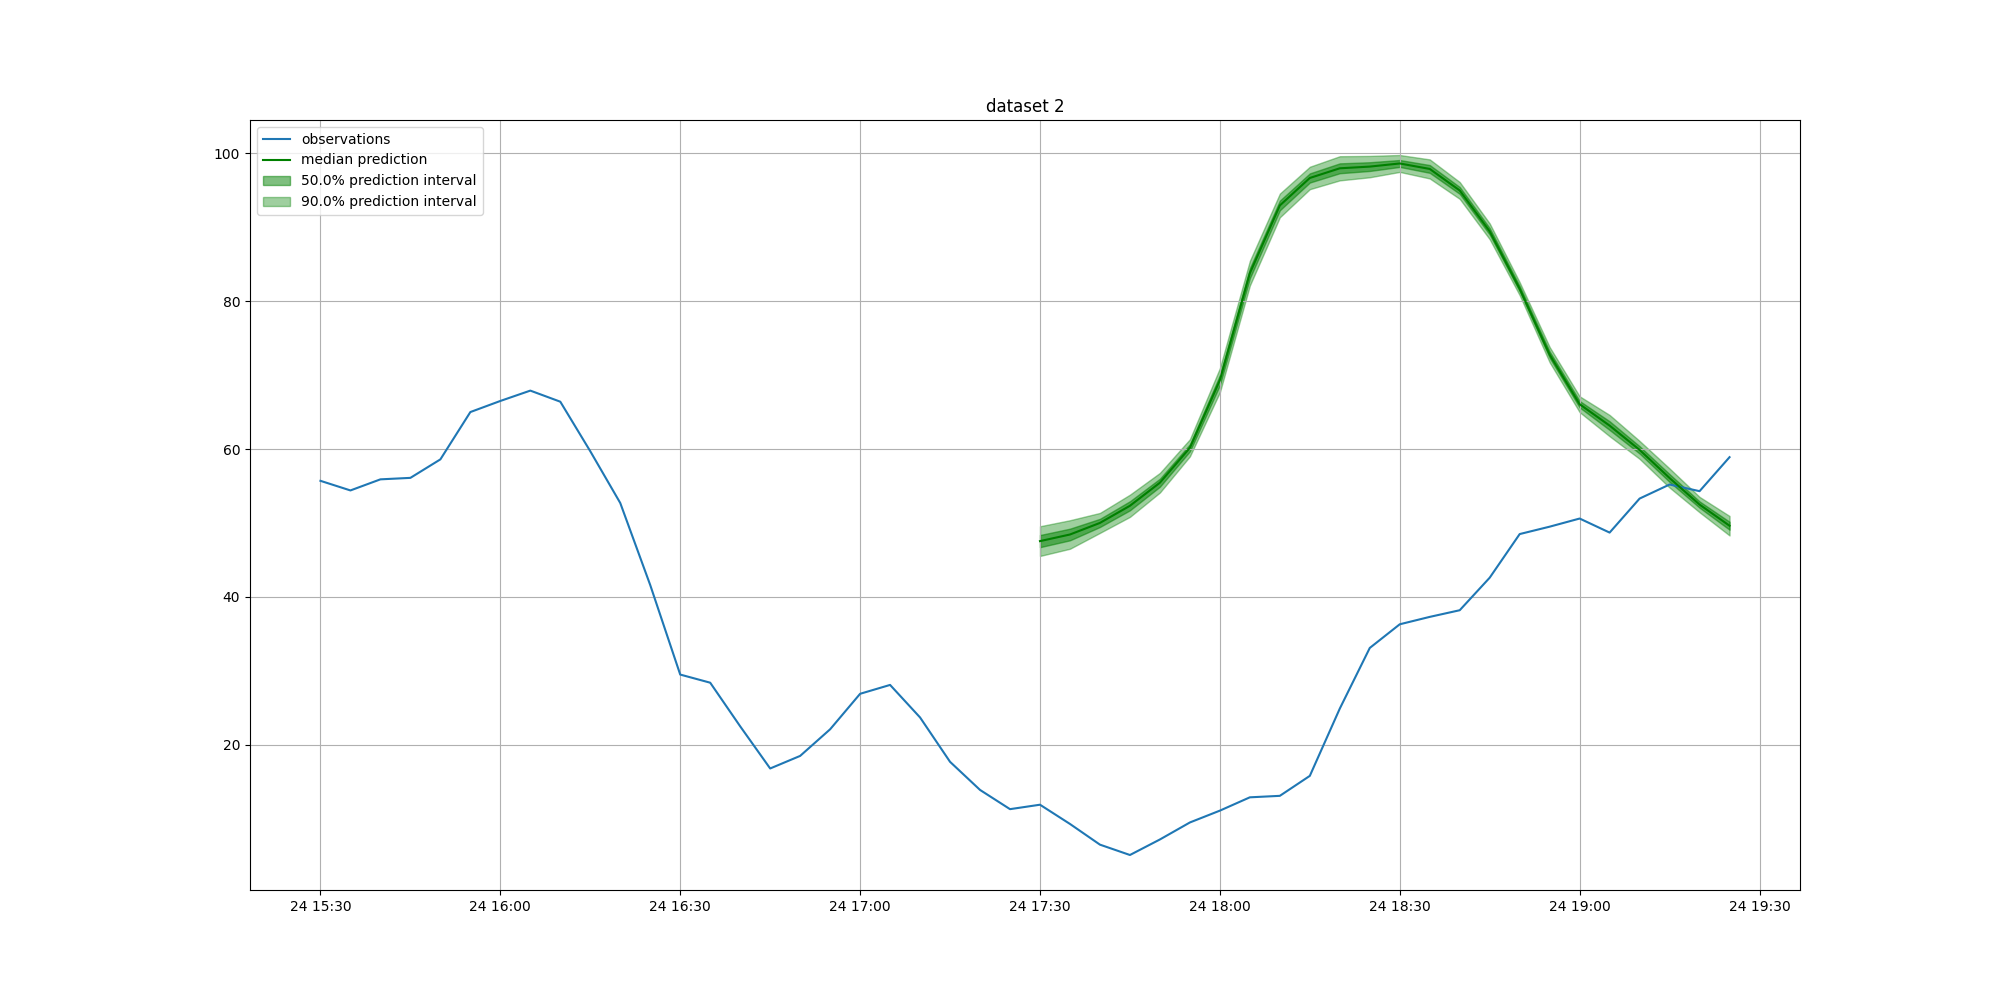 dataset 2
observations
median prediction
50.0% prediction interval
90.0% prediction interval
100
80
60
40
20
24 15:30 24 16:00 24 16:30 24 17:00 24 17:30 24 18:00 24 18:30 24 19:00 24 19:30